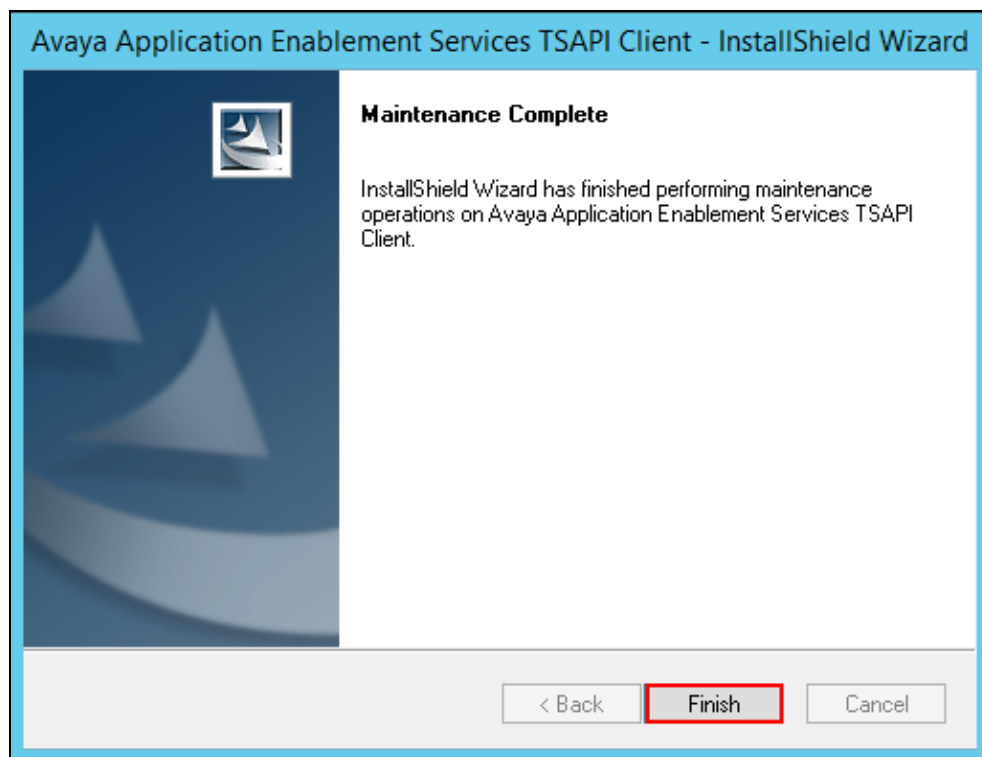 Avaya Application Enablement Services TSAPI Client - InstallShield Wizard
Maintenance Complete
InstallShield Wizard has finished performing maintenance
operations on Avaya Application Enablement Services TSAPI
Client.
< Back
Finish
Cancel